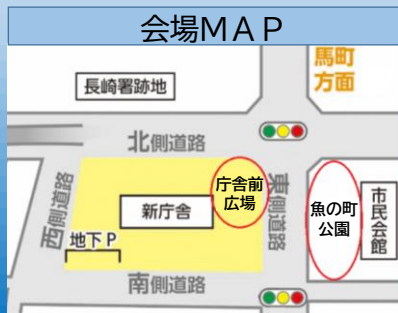 会場MAP
馬町
方面
長崎署跡地
北側道路
庁舎前
広場
東側道路
西側道路
新庁舎
魚の町
公園
市民会館
地下P
南側道路